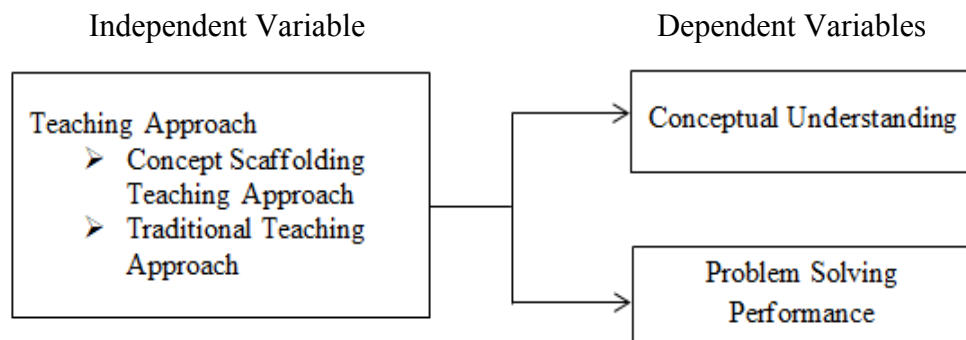 Independent Variable
Dependent Variables
Teaching Approach
➢ Concept Scaffolding
Teaching Approach
➢ Traditional Teaching
Approach
Conceptual Understanding
Problem Solving
Performance